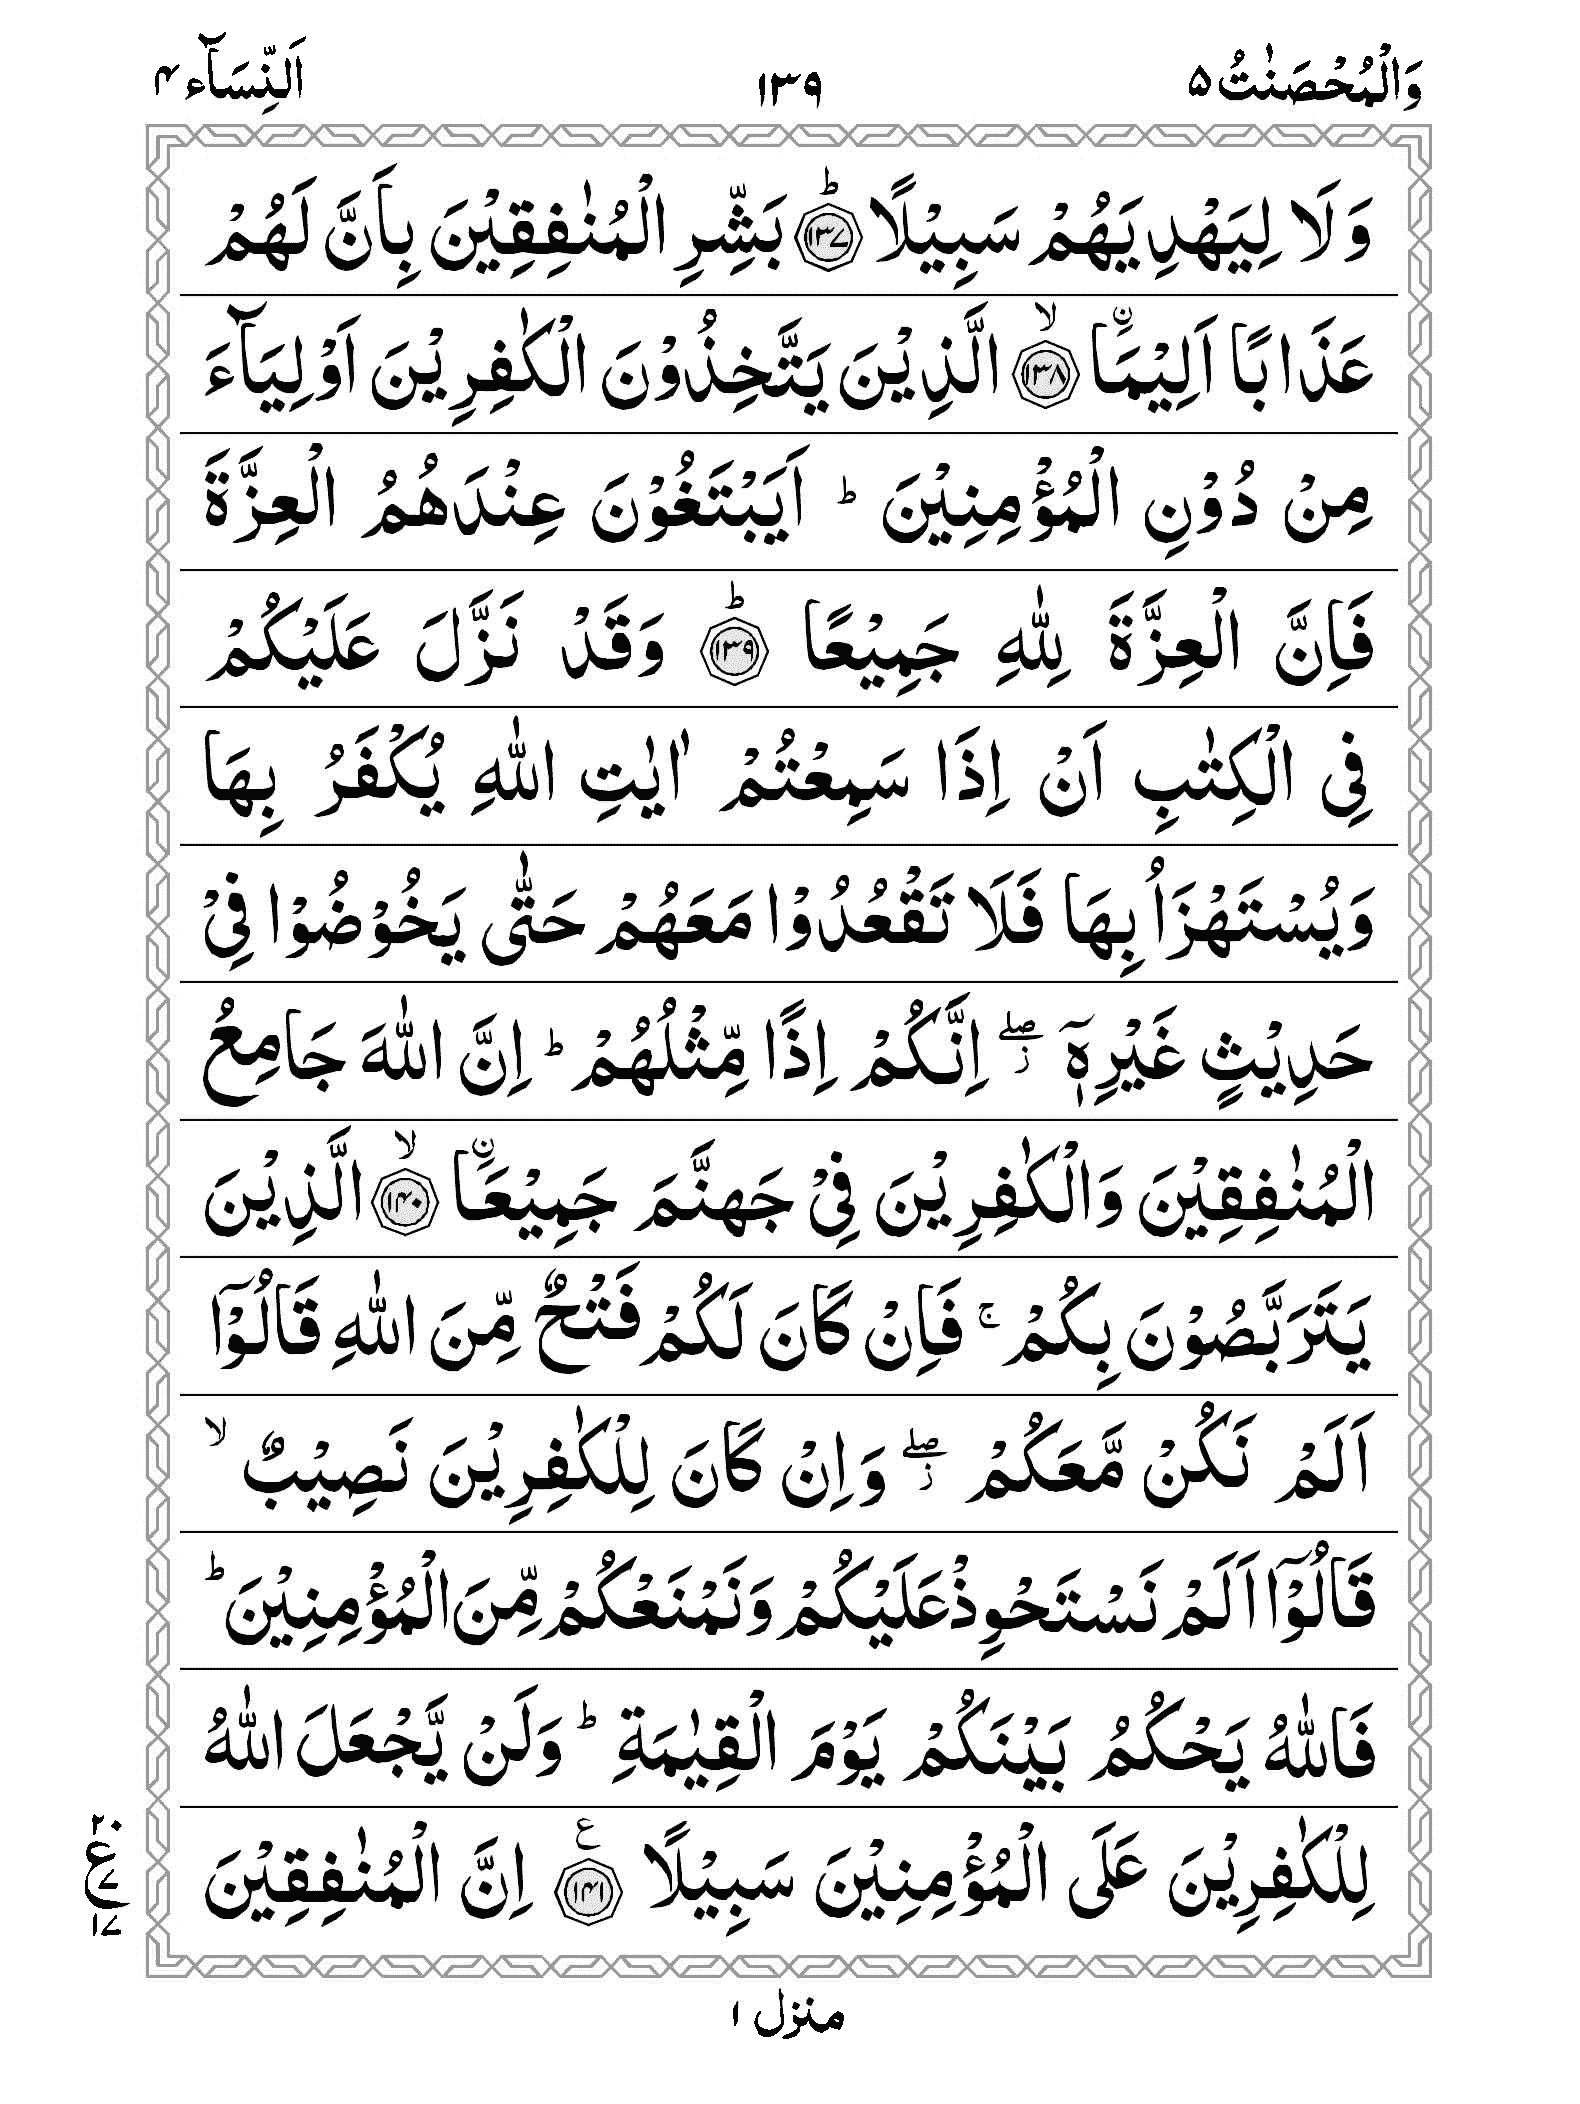 وَالْمُحْصَنٰتُ ۵ ۱۳۹ اَلنِّسَآء ۴
وَلَا لِيَهْدِيَهُمْ سَبِيْلًا ؕ‏﴿۱۳۷﴾ بَشِّرِ الْمُنٰفِقِيْنَ بِاَنَّ لَهُمْ
عَذَابًا اَلِيْمَاۨ ۙ‏﴿۱۳۸﴾ الَّذِيْنَ يَتَّخِذُوْنَ الْكٰفِرِيْنَ اَوْلِيَآءَ
مِنْ دُوْنِ الْمُؤْمِنِيْنَ ؕ اَيَبْتَغُوْنَ عِنْدَهُمُ الْعِزَّةَ
فَاِنَّ الْعِزَّةَ لِلّٰهِ جَمِيْعًا ؕ‏﴿۱۳۹﴾ وَقَدْ نَزَّلَ عَلَيْكُمْ
فِى الْكِتٰبِ اَنْ اِذَا سَمِعْتُمْ اٰيٰتِ اللّٰهِ يُكْفَرُ بِهَا
وَيُسْتَهْزَاُ بِهَا فَلَا تَقْعُدُوْا مَعَهُمْ حَتّٰى يَخُوْضُوْا فِىْ
حَدِيْثٍ غَيْرِهٖۤ ‌ۖ ز اِنَّكُمْ اِذًا مِّثْلُهُمْ‌ ؕ اِنَّ اللّٰهَ جَامِعُ
الْمُنٰفِقِيْنَ وَالْكٰفِرِيْنَ فِىْ جَهَنَّمَ جَمِيْعَاۨ ۙ‏﴿۱۴۰﴾ الَّذِيْنَ
يَتَرَبَّصُوْنَ بِكُمْ‌ ۚ فَاِنْ كَانَ لَكُمْ فَتْحٌ مِّنَ اللّٰهِ قَالُوْۤا
اَلَمْ نَكُنْ مَّعَكُمْ ‌ۖ ز وَاِنْ كَانَ لِلْكٰفِرِيْنَ نَصِيْبٌ ۙ
قَالُوْۤا اَلَمْ نَسْتَحْوِذْ عَلَيْكُمْ وَنَمْنَعْكُمْ مِّنَ الْمُؤْمِنِيْنَ‌ ؕ
فَاللّٰهُ يَحْكُمُ بَيْنَكُمْ يَوْمَ الْقِيٰمَةِ‌ ؕ وَلَنْ يَّجْعَلَ اللّٰهُ
لِلْكٰفِرِيْنَ عَلَى الْمُؤْمِنِيْنَ سَبِيْلًا ‏﴿۱۴۱﴾ ع اِنَّ الْمُنٰفِقِيْنَ
۲۰
ع
۷
۱۷
منزل ۱